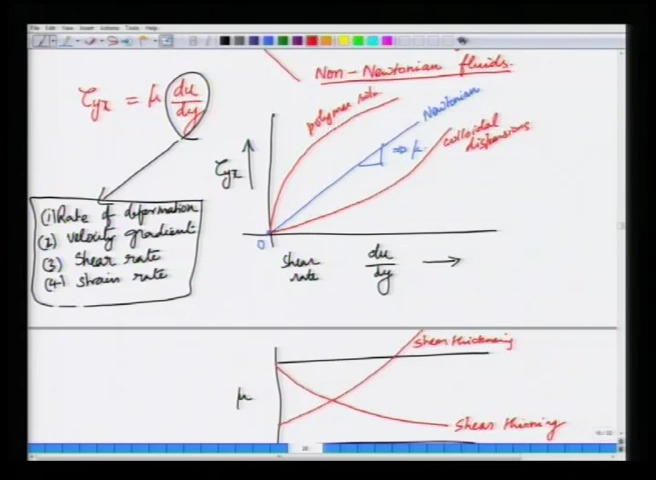 Non-Newtonian fluids.
τyx = μ du/dy
polymer soln.
Newtonian
⇒ μ
colloidal
dispersions
τyx
(1) Rate of deformation
(2) velocity gradient
(3) shear rate
(4) strain rate
0
shear
rate
du/dy
shear thickening
μ
shear thinning